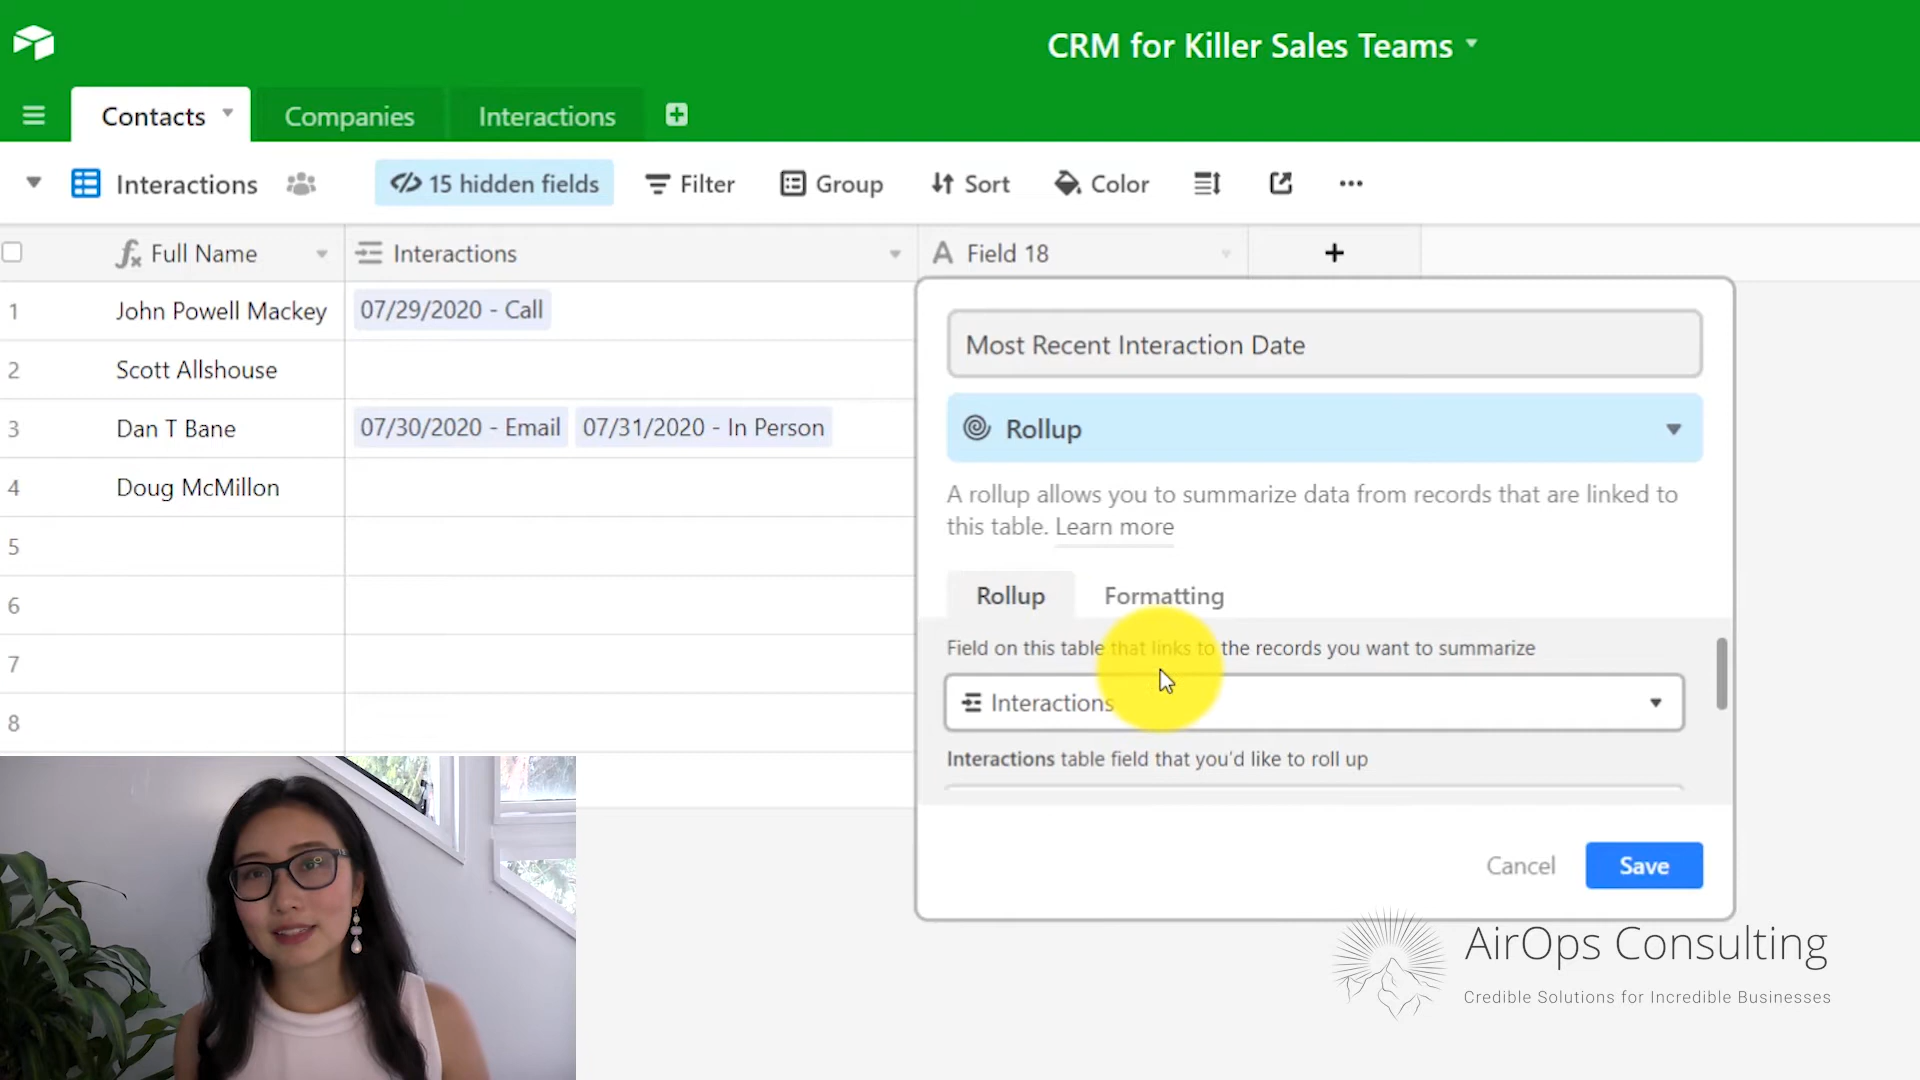 CRM for Killer Sales Teams
Contacts
Companies
Interactions
Interactions
15 hidden fields
Filter
Group
Sort
Color
Full Name
Interactions
A Field 18
1 John Powell Mackey 07/29/2020 - Call
2 Scott Allshouse
3 Dan T Bane 07/30/2020 - Email 07/31/2020 - In Person
4 Doug McMillon
5
6
7
8
Most Recent Interaction Date
Rollup
A rollup allows you to summarize data from records that are linked to
this table. Learn more
Rollup Formatting
Field on this table that links to the records you want to summarize
Interactions
Interactions table field that you'd like to roll up
Cancel Save
AirOps Consulting
Credible Solutions for Incredible Businesses